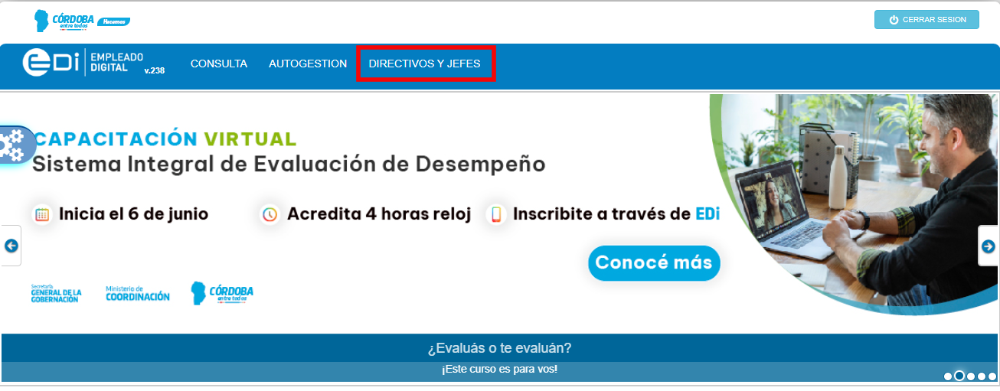 CÓRDOBA
entre todos
Hacemos
CERRAR SESION
EDi
EMPLEADO
DIGITAL
v.238
CONSULTA
AUTOGESTION
DIRECTIVOS Y JEFES
CAPACITACIÓN VIRTUAL
Sistema Integral de Evaluación de Desempeño
Inicia el 6 de junio
Acredita 4 horas reloj
Inscribite a través de EDi
Conocé más
Secretaría
GENERAL DE LA
GOBERNACIÓN
Ministerio de
COORDINACIÓN
CÓRDOBA
entre todos
¿Evaluás o te evaluán?
¡Este curso es para vos!